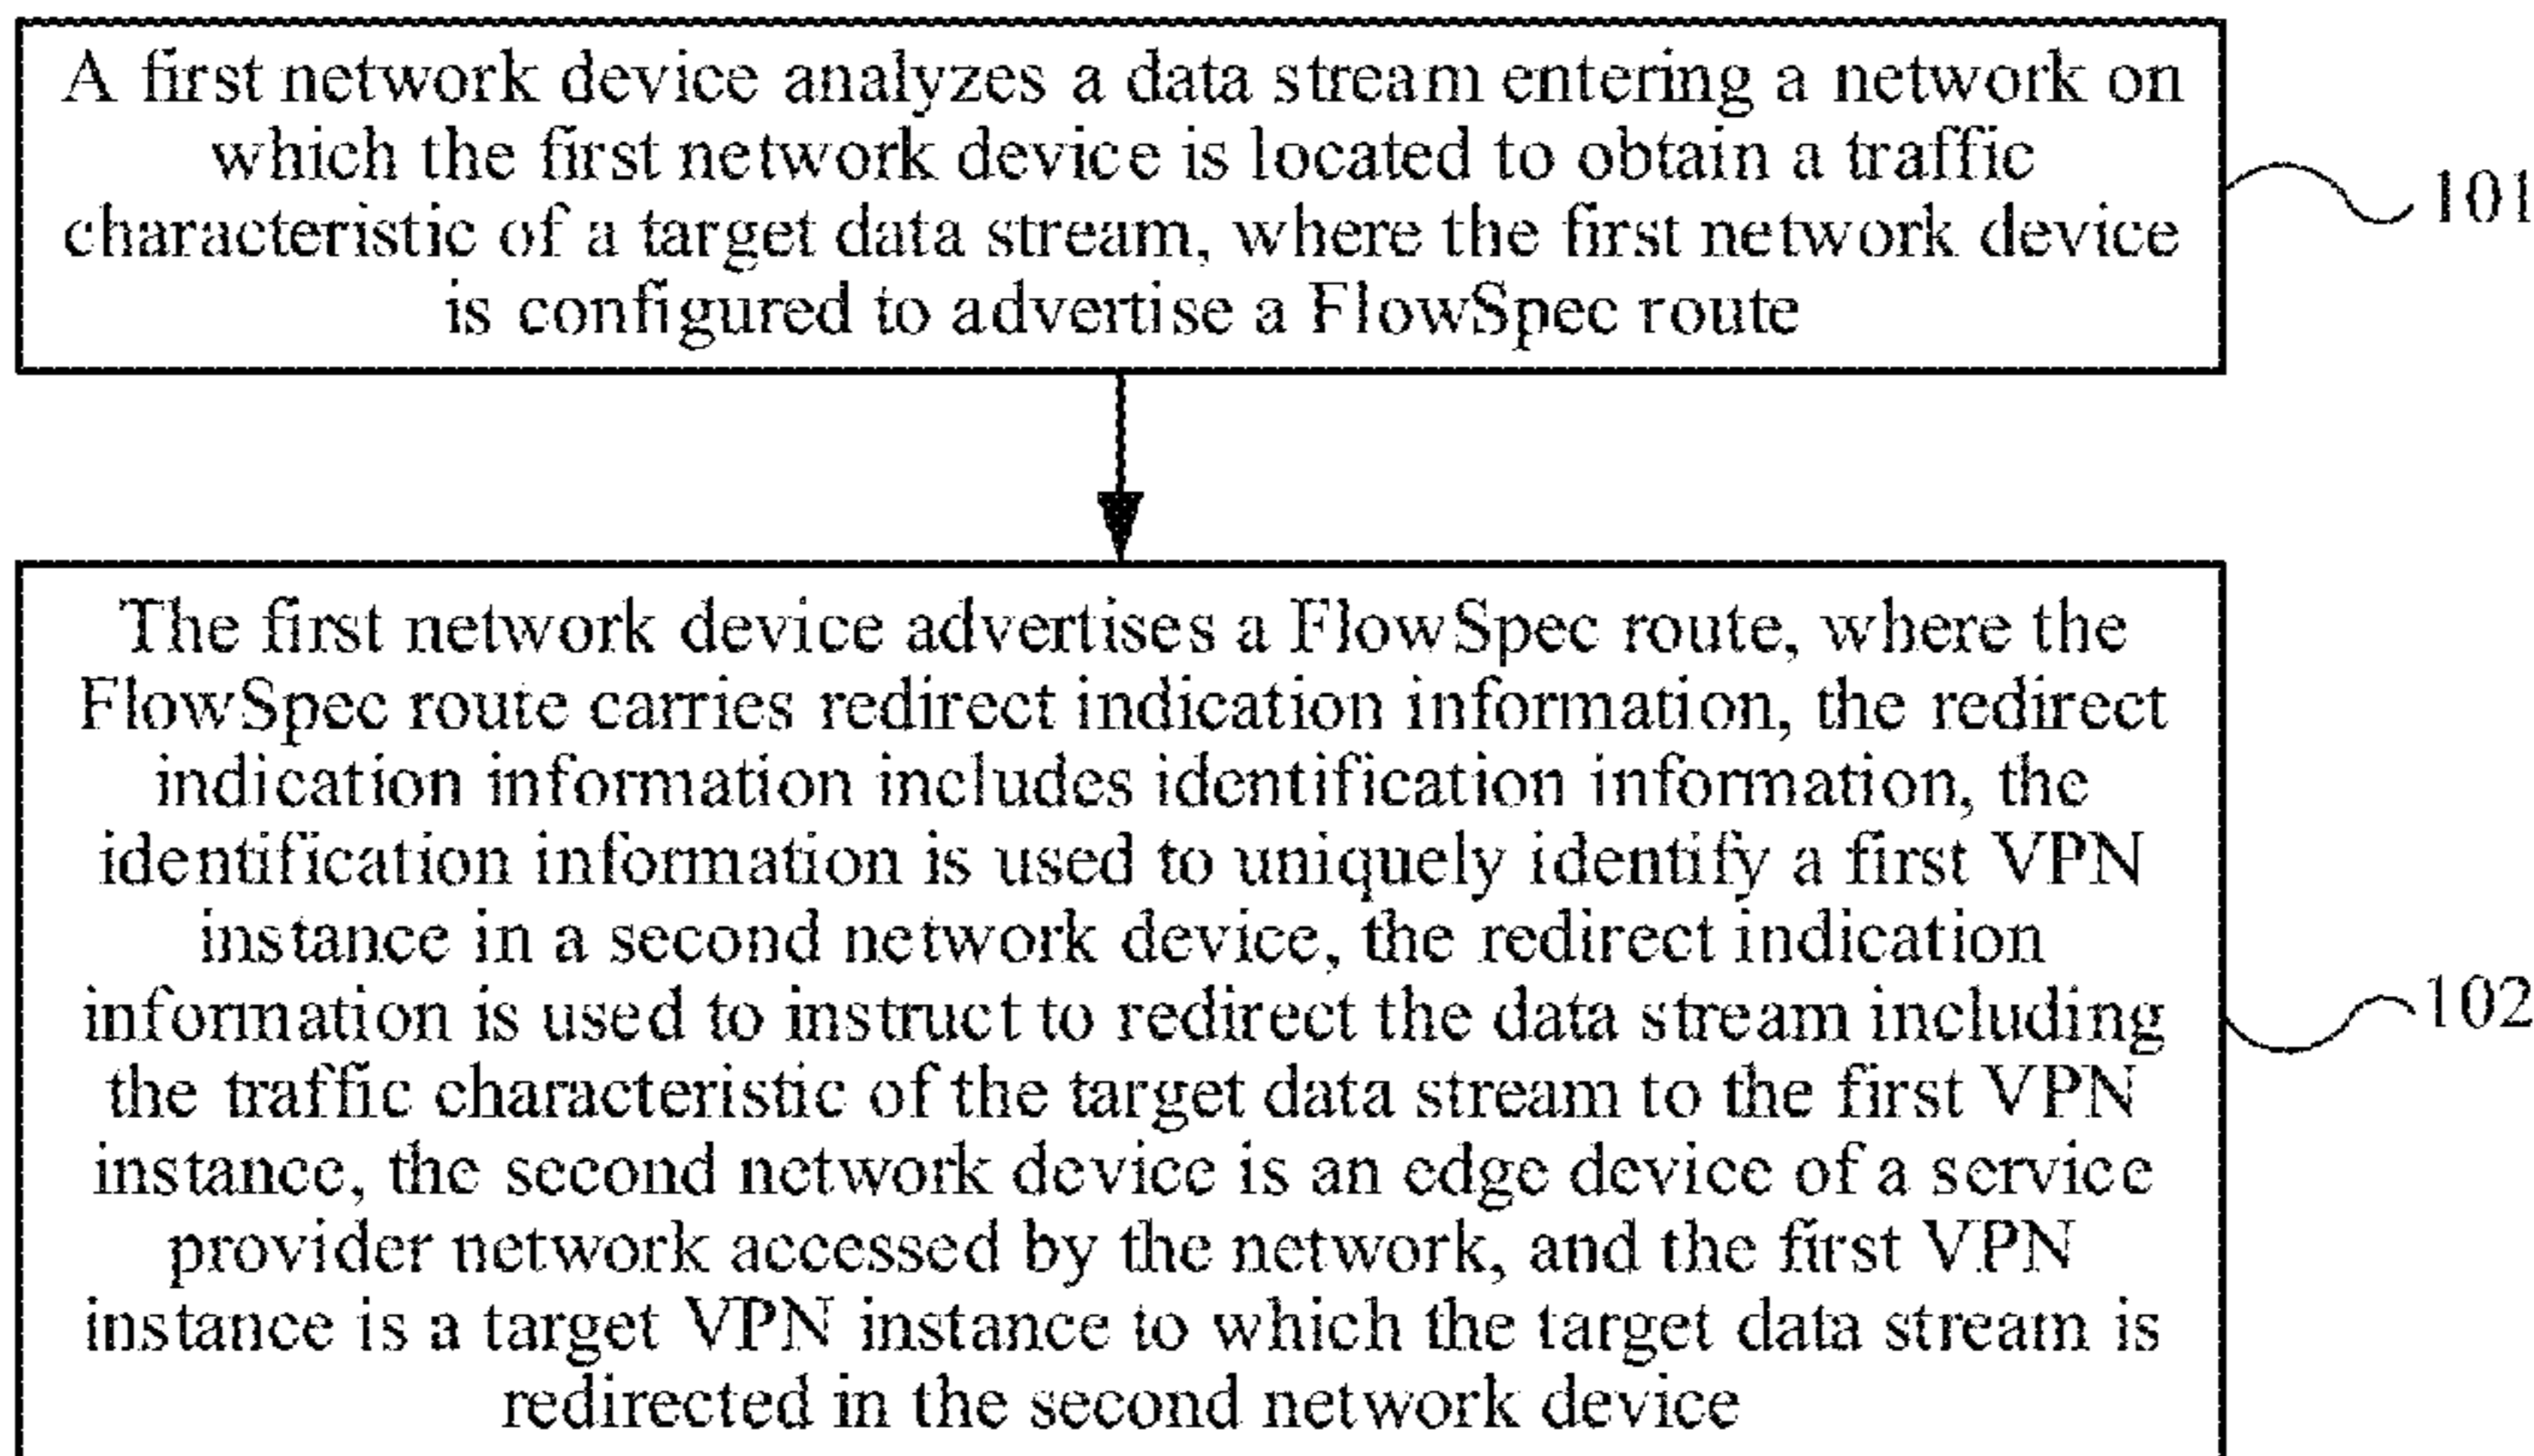 A first network device analyzes a data stream entering a network on
which the first network device is located to obtain a traffic
characteristic of a target data stream, where the first network device
is configured to advertise a FlowSpec route
101
The first network device advertises a FlowSpec route, where the
FlowSpec route carries redirect indication information, the redirect
indication information includes identification information, the
identification information is used to uniquely identify a first VPN
instance in a second network device, the redirect indication
information is used to instruct to redirect the data stream including
the traffic characteristic of the target data stream to the first VPN
instance, the second network device is an edge device of a service
provider network accessed by the network, and the first VPN
instance is a target VPN instance to which the target data stream is
redirected in the second network device
102